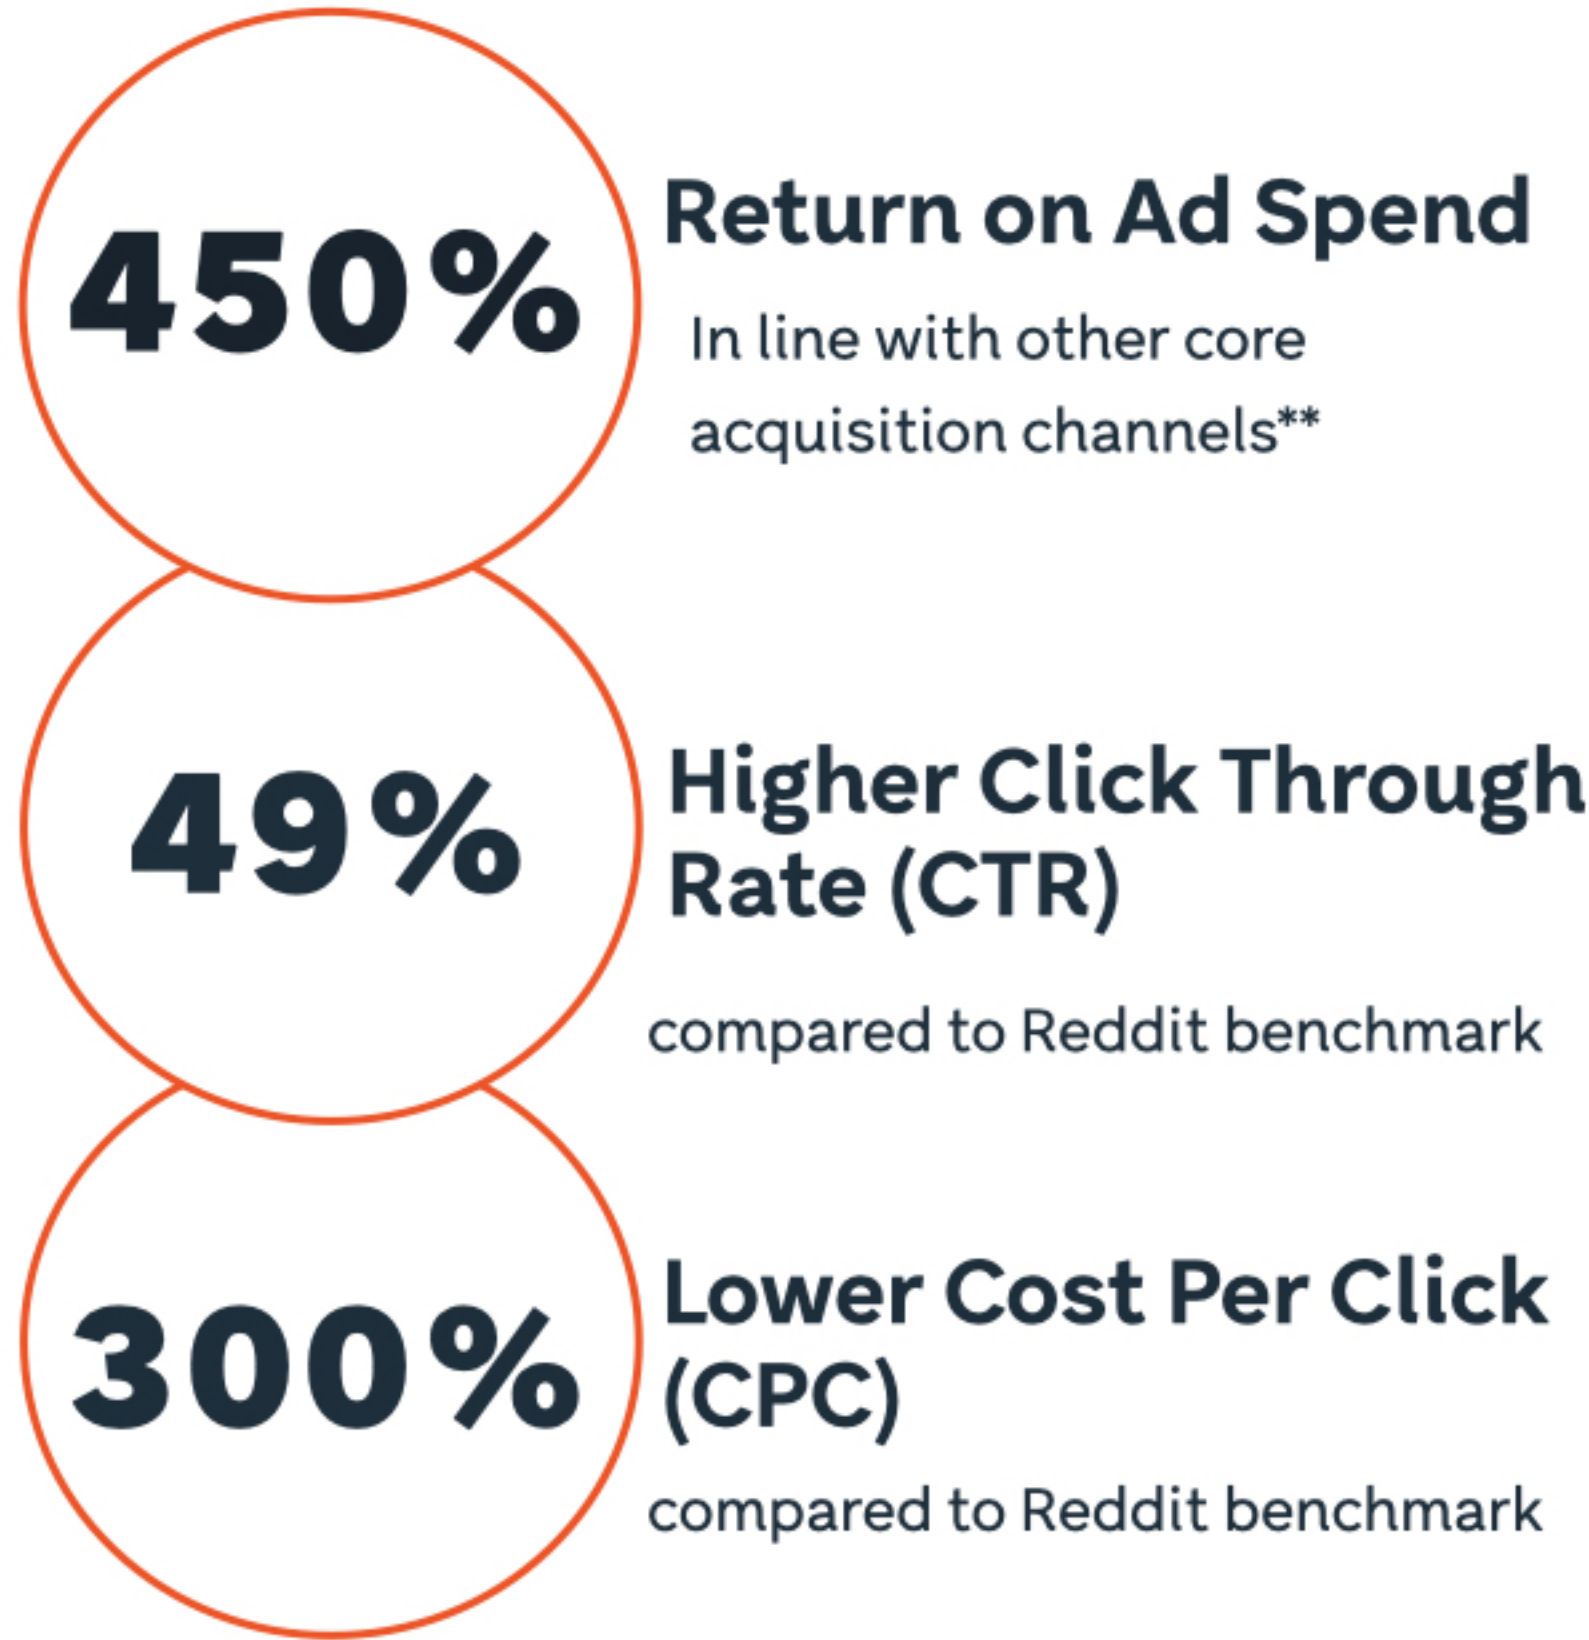 450%
Return on Ad Spend
In line with other core
acquisition channels**
49%
Higher Click Through
Rate (CTR)
compared to Reddit benchmark
300%
Lower Cost Per Click
(CPC)
compared to Reddit benchmark